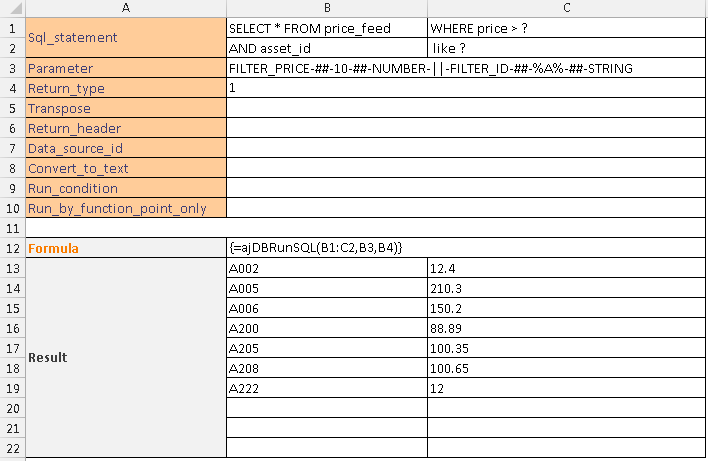 A B C
1 Sql_statement SELECT * FROM price_feed WHERE price > ?
2 AND asset_id like ?
3 Parameter FILTER_PRICE-##-10-##-NUMBER-||-FILTER_ID-##-%A%-##-STRING
4 Return_type 1
5 Transpose
6 Return_header
7 Data_source_id
8 Convert_to_text
9 Run_condition
10 Run_by_function_point_only
11
12 Formula {=ajDBRunSQL(B1:C2,B3,B4)}
13 A002 12.4
14 A005 210.3
15 A006 150.2
16 A200 88.89
17 Result A205 100.35
18 A208 100.65
19 A222 12
20
21
22